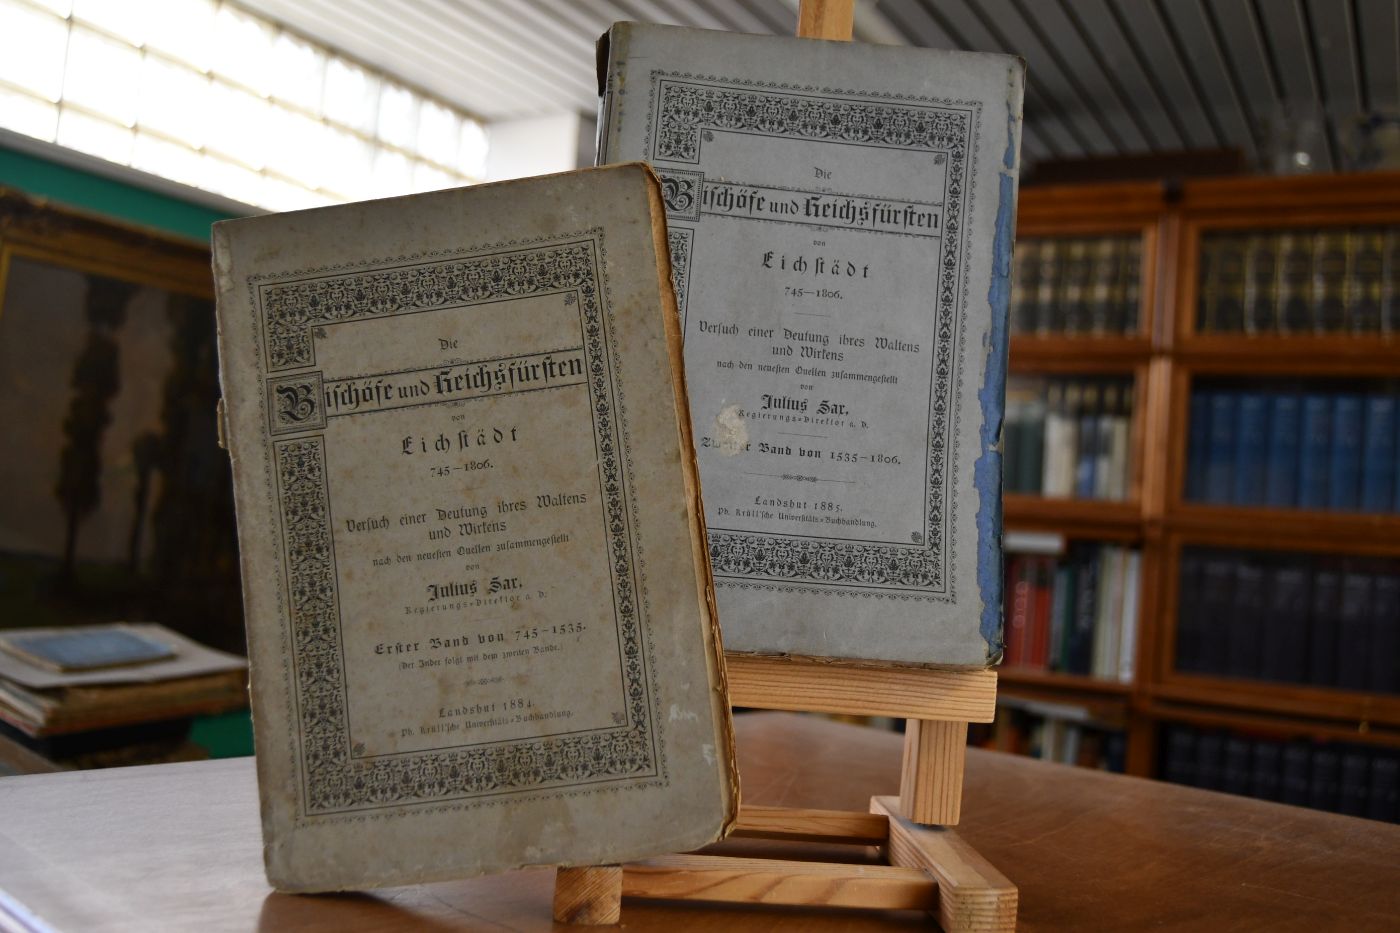 Die
Bischöfe und Reichsfürsten
von
Eichstädt
745–1806.
Versuch einer Deutung ihres Waltens
und Wirkens
nach den neuesten Quellen zusammengestellt
von
Julius Sax,
Regierungs-Direktor a. D.
Erster Band von 745–1535.
(Der Index folgt mit dem zweiten Bande.)
Landshut 1884.
Ph. Krüll'sche Universitäts-Buchhandlung.
Die
Bischöfe und Reichsfürsten
von
Eichstädt
745–1806.
Versuch einer Deutung ihres Waltens
und Wirkens
nach den neuesten Quellen zusammengestellt
von
Julius Sax,
Regierungs-Direktor a. D.
Zweiter Band von 1535–1806.
Landshut 1885.
Ph. Krüll'sche Universitäts-Buchhandlung.